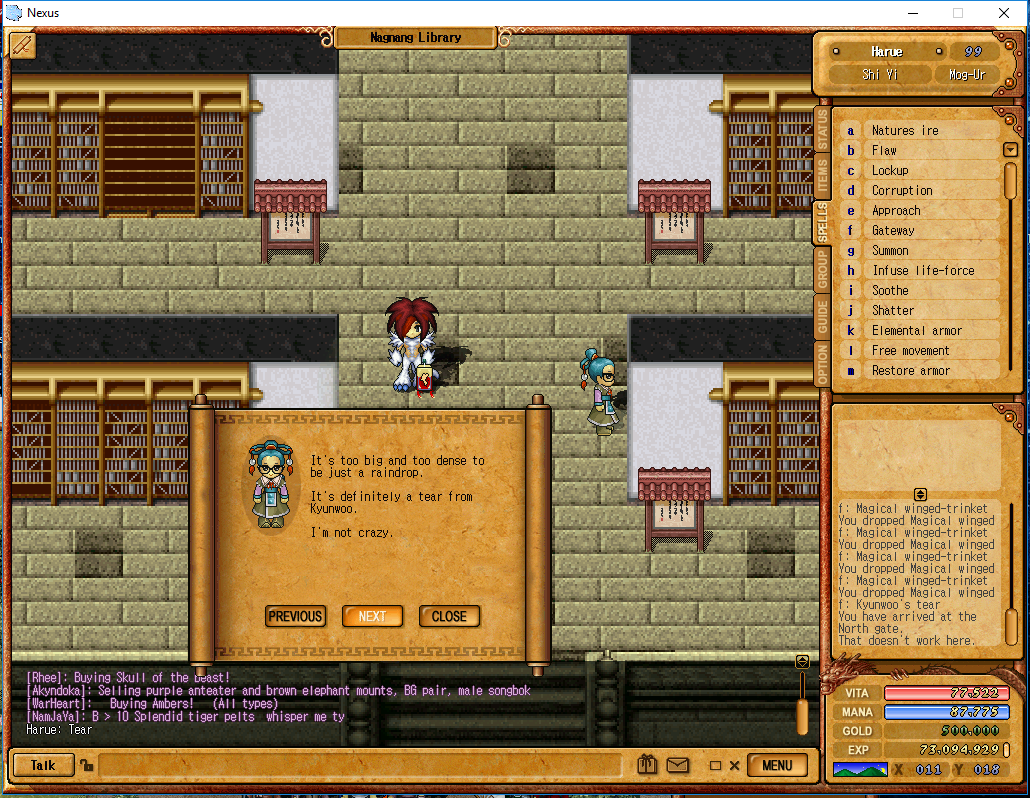 Nexus
Nagnang Library
Harue 99
Shi Yi Mog-Ur
STATUS
ITEMS
SPELLS
GROUP
GUIDE
OPTION
a Natures ire
b Flaw
c Lockup
d Corruption
e Approach
f Gateway
g Summon
h Infuse life-force
i Soothe
j Shatter
k Elemental armor
l Free movement
m Restore armor
It's too big and too dense to
be just a raindrop.
It's definitely a tear from
Kyunwoo.
I'm not crazy.
PREVIOUS NEXT CLOSE
f: Magical winged-trinket
You dropped Magical winged
f: Magical winged-trinket
You dropped Magical winged
f: Magical winged-trinket
You dropped Magical winged
f: Magical winged-trinket
You dropped Magical winged
f: Kyunwoo's tear
You have arrived at the
North gate.
That doesn't work here.
[Rhee]: Buying Skull of the beast!
[Akyndoka]: Selling purple anteater and brown elephant mounts, BG pair, male songbok
[WarHeart]: Buying Ambers! (All types)
[NamJaYa]: B > 10 Splendid tiger pelts whisper me ty
Harue: Tear
VITA 77,522
MANA 87,775
GOLD 500,000
EXP 73,094,929
X 011 Y 018
Talk
MENU